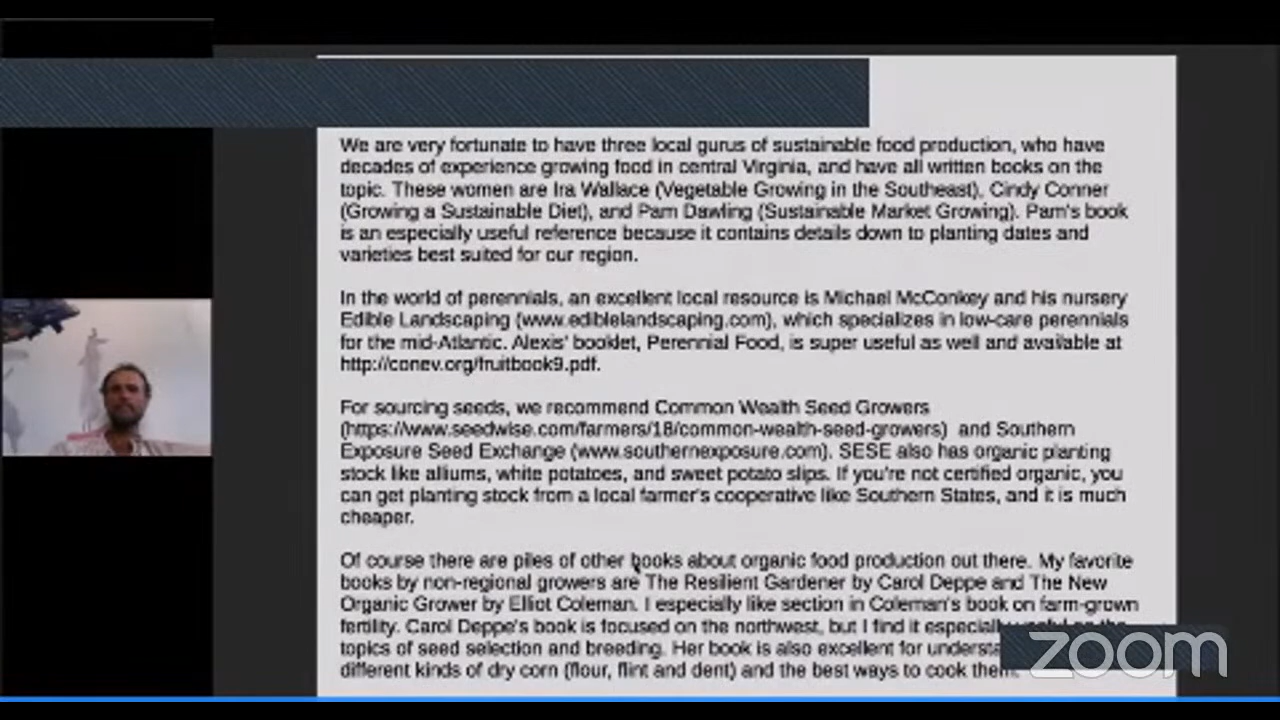 We are very fortunate to have three local gurus of sustainable food production, who have
decades of experience growing food in central Virginia, and have all written books on the
topic. These women are Ira Wallace (Vegetable Growing in the Southeast), Cindy Conner
(Growing a Sustainable Diet), and Pam Dawling (Sustainable Market Growing). Pam's book
is an especially useful reference because it contains details down to planting dates and
varieties best suited for our region.
In the world of perennials, an excellent local resource is Michael McConkey and his nursery
Edible Landscaping (www.ediblelandscaping.com), which specializes in low-care perennials
for the mid-Atlantic. Alexis' booklet, Perennial Food, is super useful as well and available at
http://conev.org/fruitbook9.pdf.
For sourcing seeds, we recommend Common Wealth Seed Growers
(https://www.seedwise.com/farmers/18/common-wealth-seed-growers) and Southern
Exposure Seed Exchange (www.southernexposure.com). SESE also has organic planting
stock like alliums, white potatoes, and sweet potato slips. If you're not certified organic, you
can get planting stock from a local farmer's cooperative like Southern States, and it is much
cheaper.
Of course there are piles of other books about organic food production out there. My favorite
books by non-regional growers are The Resilient Gardener by Carol Deppe and The New
Organic Grower by Elliot Coleman. I especially like section in Coleman's book on farm-grown
fertility. Carol Deppe's book is focused on the northwest, but I find it especially
topics of seed selection and breeding. Her book is also excellent for
different kinds of dry corn (flour, flint and dent) and the best ways to cook them.
zoom